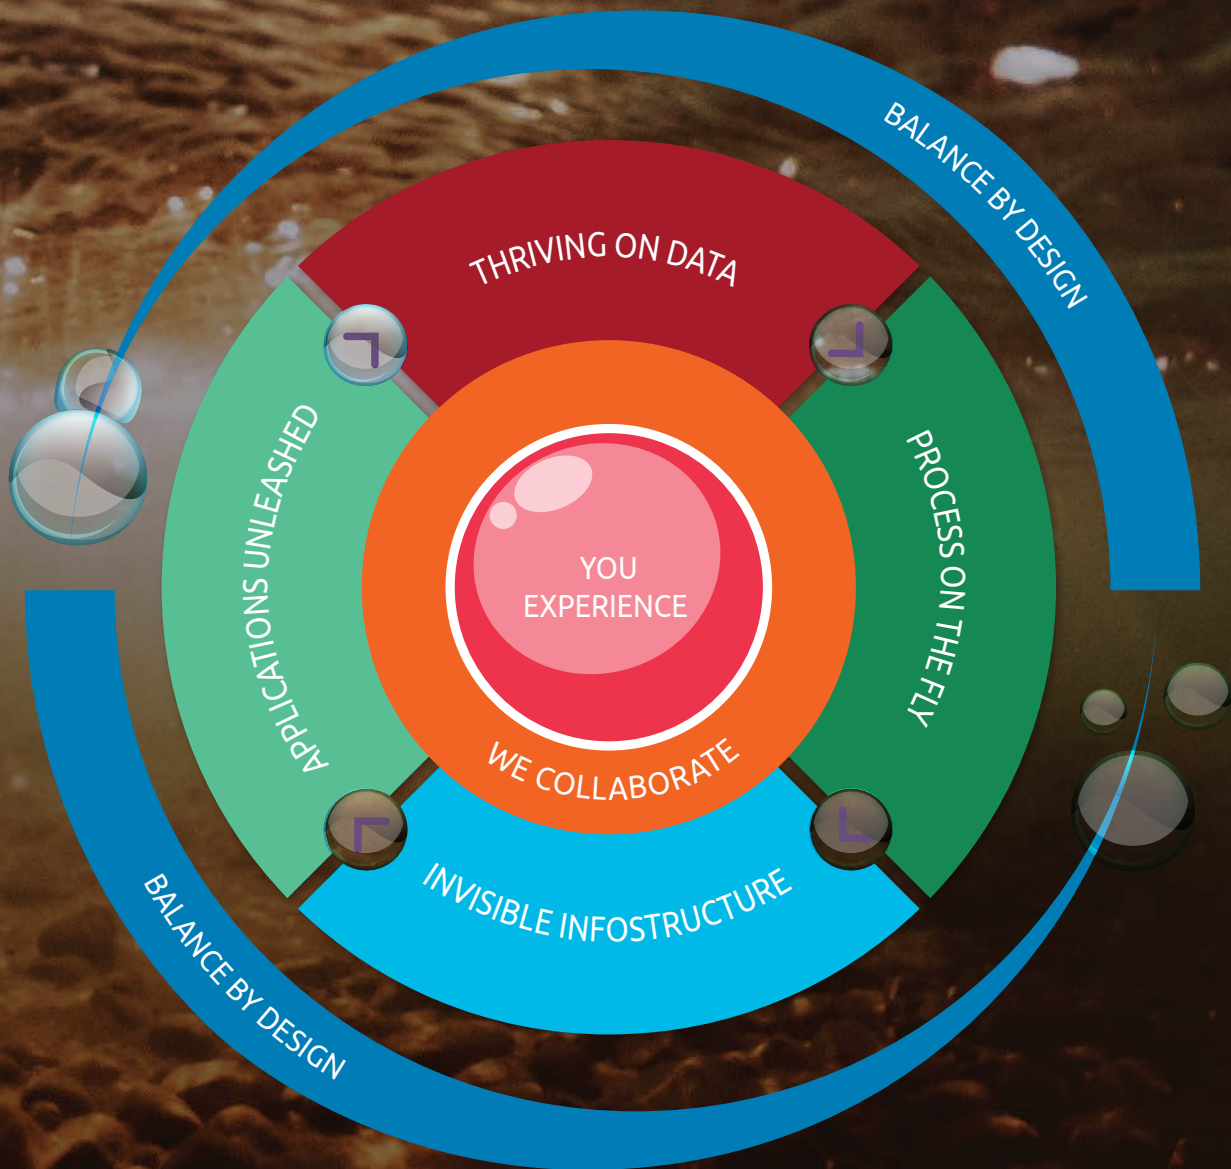 BALANCE BY DESIGN
THRIVING ON DATA
APPLICATIONS UNLEASHED
PROCESS ON THE FLY
YOU
EXPERIENCE
WE COLLABORATE
INVISIBLE INFOSTRUCTURE
BALANCE BY DESIGN